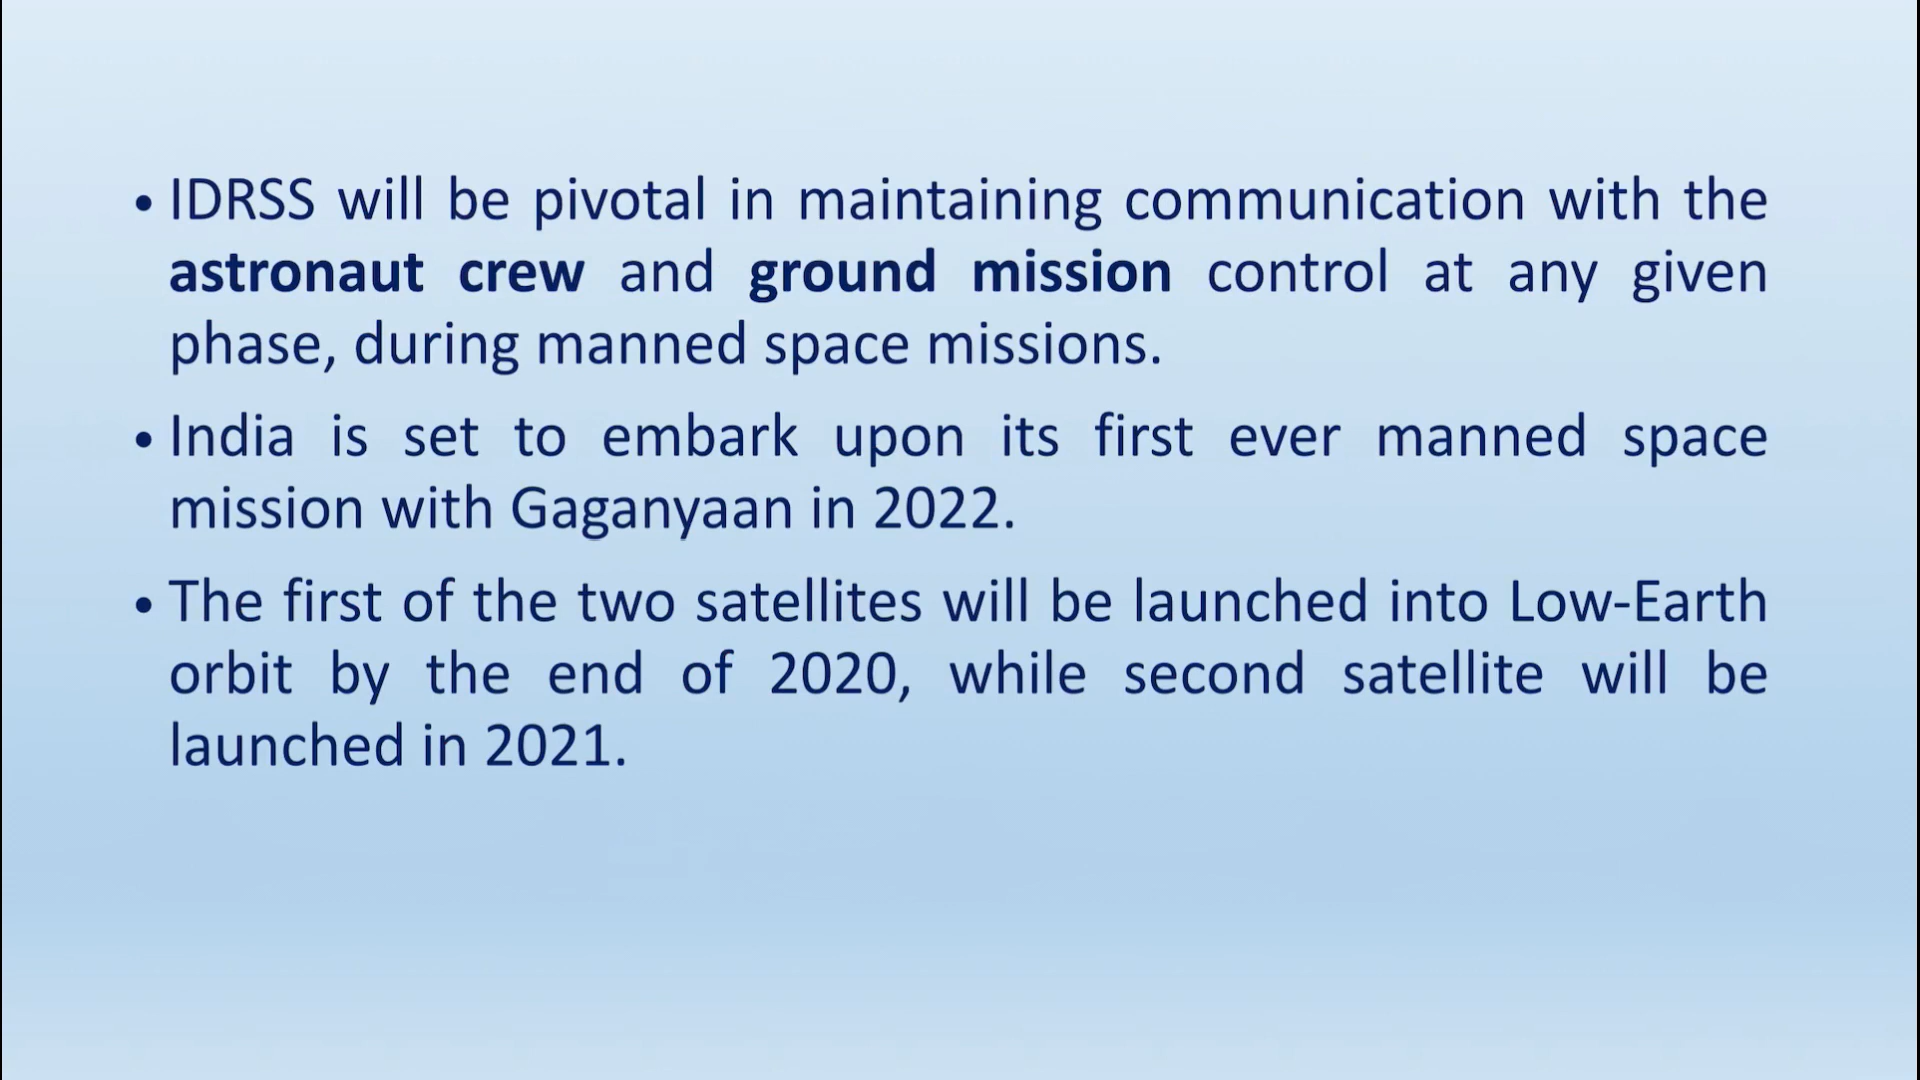 • IDRSS will be pivotal in maintaining communication with the
astronaut crew and ground mission control at any given
phase, during manned space missions.
• India is set to embark upon its first ever manned space
mission with Gaganyaan in 2022.
• The first of the two satellites will be launched into Low-Earth
orbit by the end of 2020, while second satellite will be
launched in 2021.